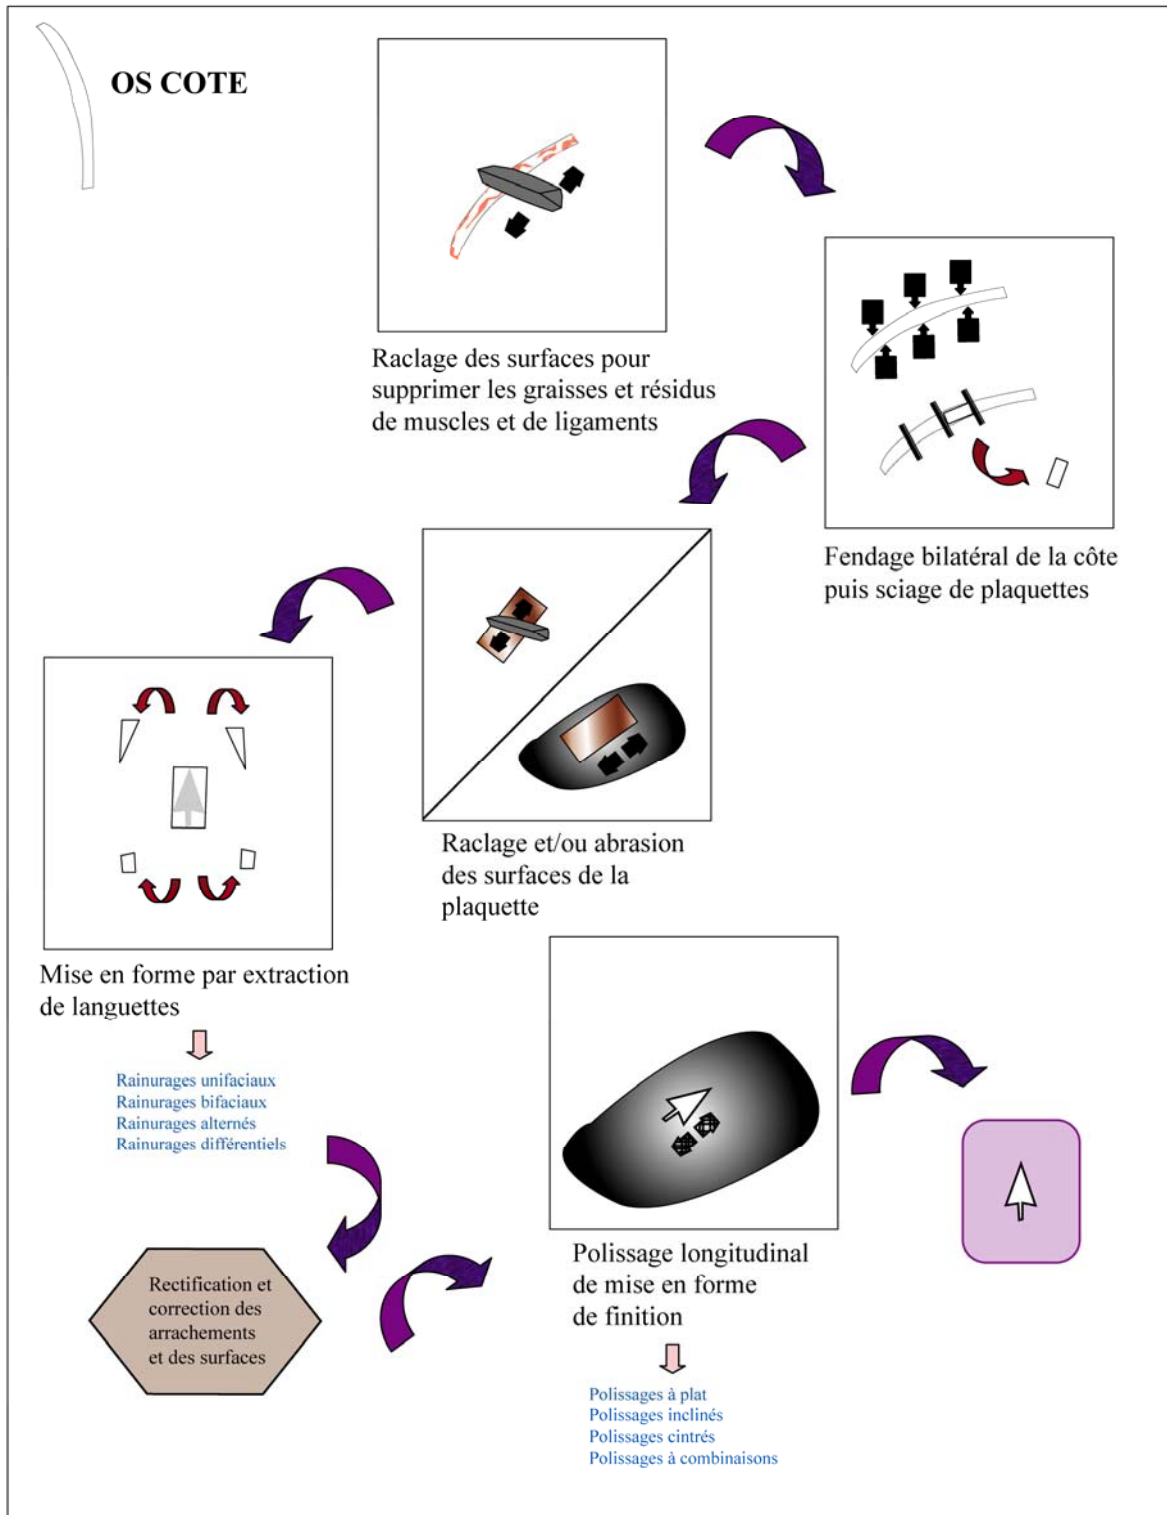 OS COTE
Raclage des surfaces pour
supprimer les graisses et résidus
de muscles et de ligaments
Fendage bilatéral de la côte
puis sciage de plaquettes
Raclage et/ou abrasion
des surfaces de la
plaquette
Mise en forme par extraction
de languettes
Rainurages unifaciaux
Rainurages bifaciaux
Rainurages alternés
Rainurages différentiels
Rectification et
correction des
arrachements
et des surfaces
Polissage longitudinal
de mise en forme
de finition
Polissages à plat
Polissages inclinés
Polissages cintrés
Polissages à combinaisons